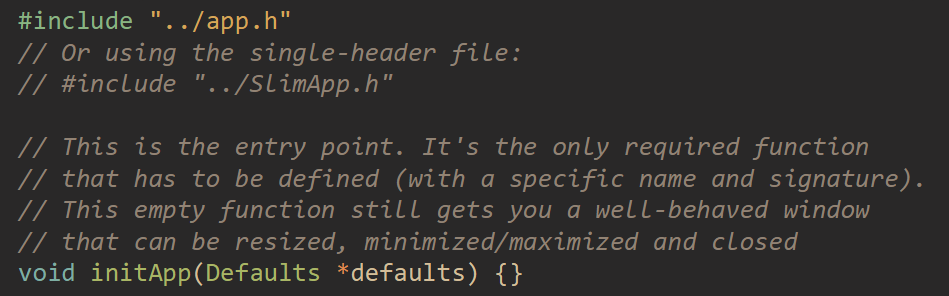 #include "../app.h"
// Or using the single-header file:
// #include "../SlimApp.h"
// This is the entry point. It's the only required function
// that has to be defined (with a specific name and signature).
// This empty function still gets you a well-behaved window
// that can be resized, minimized/maximized and closed
void initApp(Defaults *defaults) {}